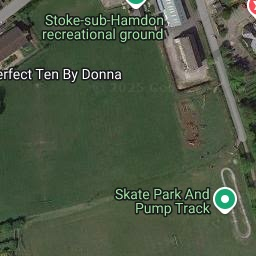 Stoke-sub-Hamdon
recreational ground
erfect Ten By Donna
Skate Park And
Pump Track